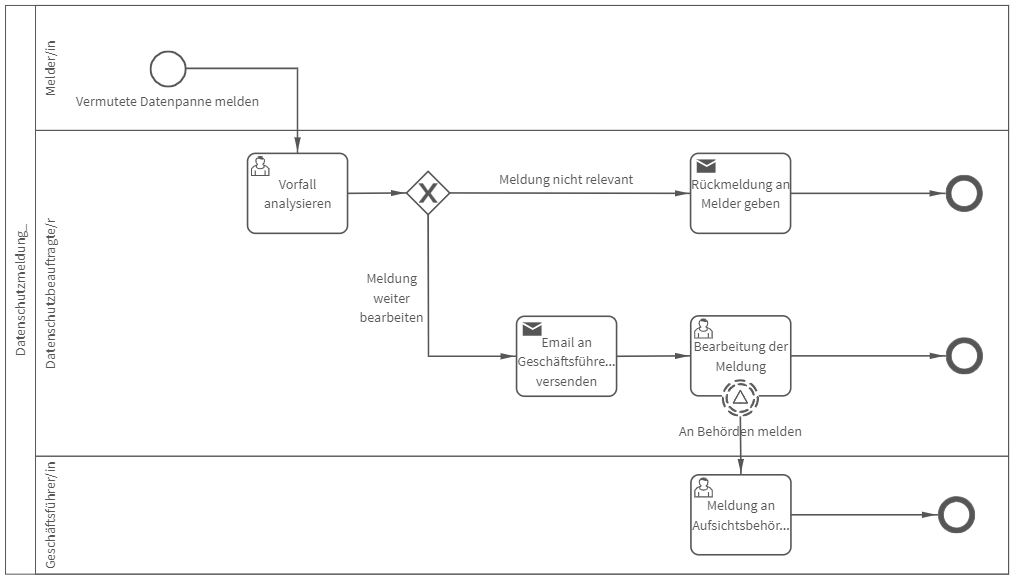 Datenschutzmeldung_
Melder/in
Vermutete Datenpanne melden
Datenschutzbeauftragte/r
Vorfall
analysieren
X
Meldung nicht relevant
Rückmeldung an
Melder geben
Meldung
weiter
bearbeiten
Email an
Geschäftsführe...
versenden
Bearbeitung der
Meldung
An Behörden melden
Geschäftsführer/in
Meldung an
Aufsichtsbehör...